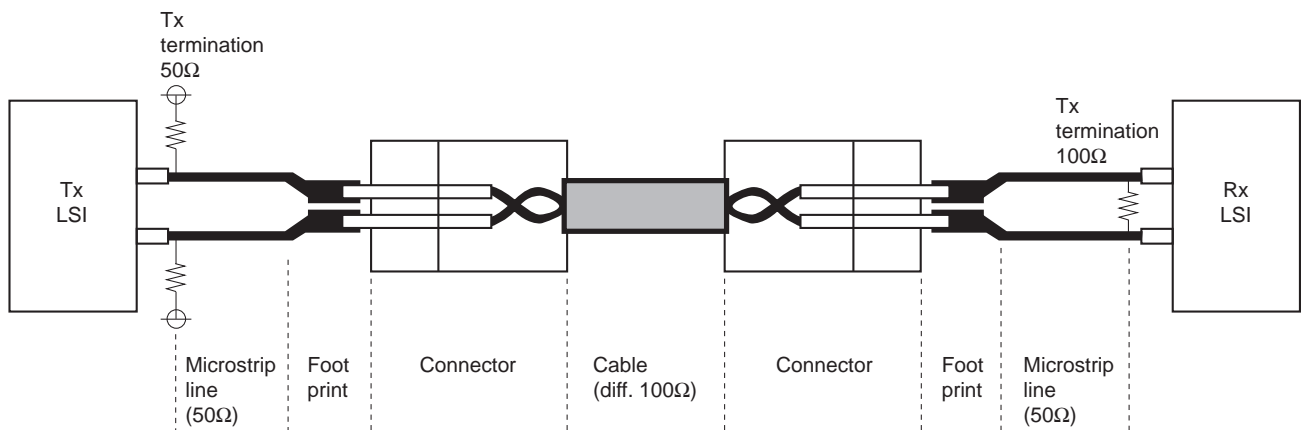 Tx
termination
50Ω
Tx
LSI
Tx
termination
100Ω
Rx
LSI
Microstrip
line
(50Ω)
Foot
print
Connector
Cable
(diff. 100Ω)
Connector
Foot
print
Microstrip
line
(50Ω)